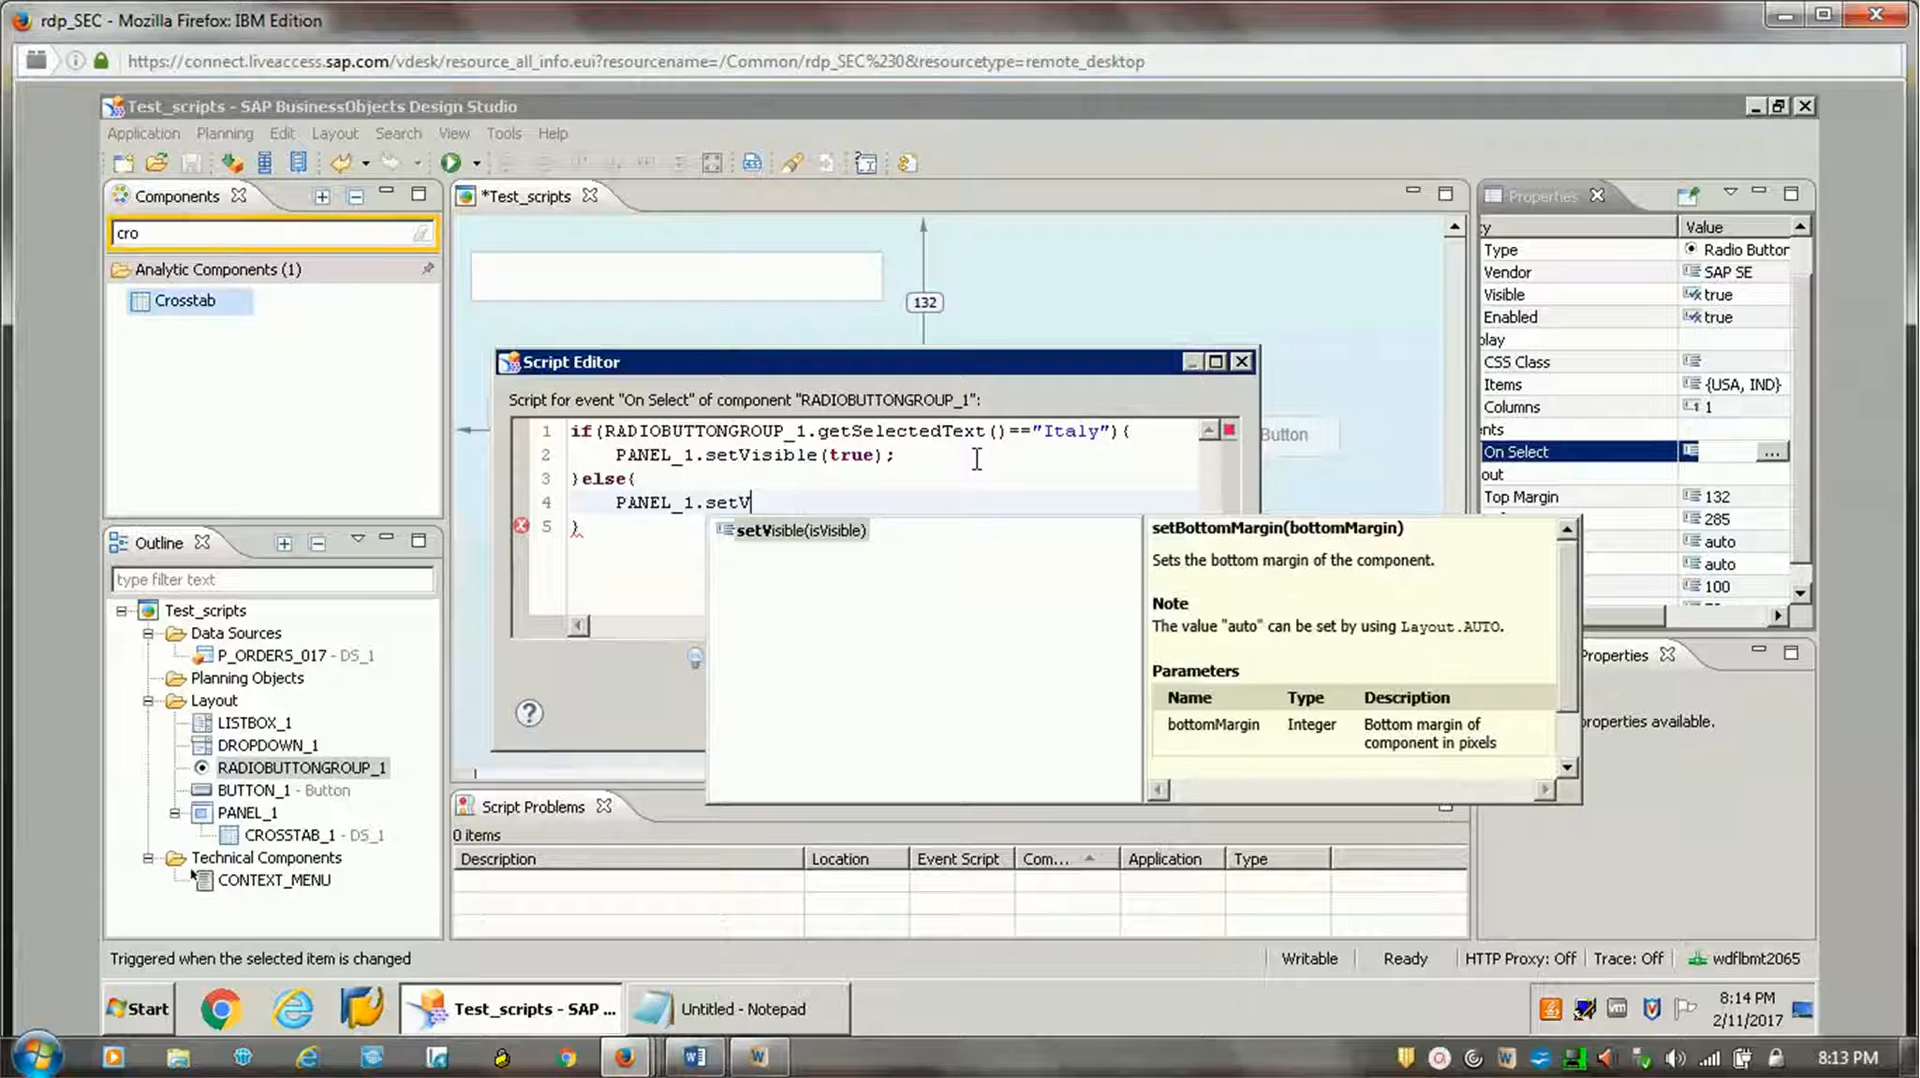 rdp_SEC - Mozilla Firefox: IBM Edition
https://connect.liveaccess.sap.com/vdesk/resource_all_info.eui?resourcename=/Common/rdp_SEC%230&resourcetype=remote_desktop
Test_scripts - SAP BusinessObjects Design Studio
Application Planning Edit Layout Search View Tools Help
Components
cro
Analytic Components (1)
Crosstab
*Test_scripts
132
Button
Script Editor
Script for event "On Select" of component "RADIOBUTTONGROUP_1":
1 if(RADIOBUTTONGROUP_1.getSelectedText()=="Italy"){
2 PANEL_1.setVisible(true);
3 }else{
4 PANEL_1.setV
5 }
setVisible(isVisible)
setBottomMargin(bottomMargin)
Sets the bottom margin of the component.
Note
The value "auto" can be set by using Layout.AUTO.
Parameters
Name Type Description
bottomMargin Integer Bottom margin of
component in pixels
Properties
Value
Type Radio Button
Vendor SAP SE
Visible true
Enabled true
play
CSS Class
Items {USA, IND}
Columns 1
nts
On Select ...
out
Top Margin 132
285
auto
auto
100
Properties
properties available.
Outline
type filter text
Test_scripts
Data Sources
P_ORDERS_017 - DS_1
Planning Objects
Layout
LISTBOX_1
DROPDOWN_1
RADIOBUTTONGROUP_1
BUTTON_1 - Button
PANEL_1
CROSSTAB_1 - DS_1
Technical Components
CONTEXT_MENU
Script Problems
0 items
Description Location Event Script Com... Application Type
Triggered when the selected item is changed
Writable Ready HTTP Proxy: Off Trace: Off wdflbmt2065
Start
Test_scripts - SAP ...
Untitled - Notepad
8:14 PM
2/11/2017
8:13 PM